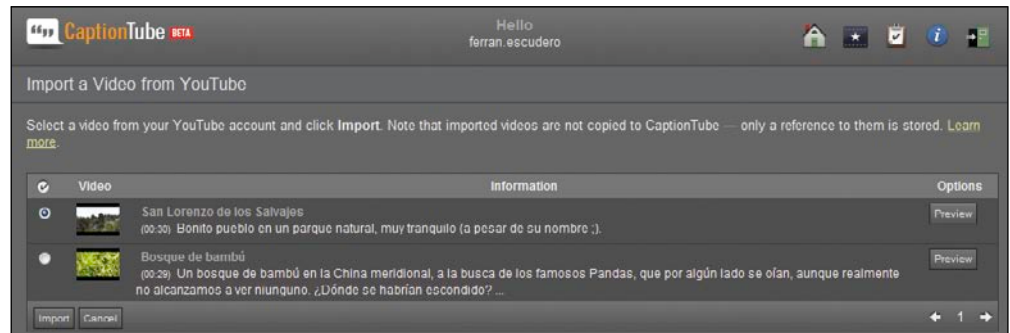 CaptionTube BETA
Hello
ferran.escudero
Import a Video from YouTube
Select a video from your YouTube account and click Import. Note that imported videos are not copied to CaptionTube — only a reference to them is stored. Learn
more.
Video Information Options
San Lorenzo de los Salvajes
Preview
(00:30) Bonito pueblo en un parque natural, muy tranquilo (a pesar de su nombre ;).
Bosque de bambú
Preview
(00:29) Un bosque de bambú en la China meridional, a la busca de los famosos Pandas, que por algún lado se oían, aunque realmente
no alcanzamos a ver niunguno. ¿Dónde se habrían escondido? ...
Import Cancel 1